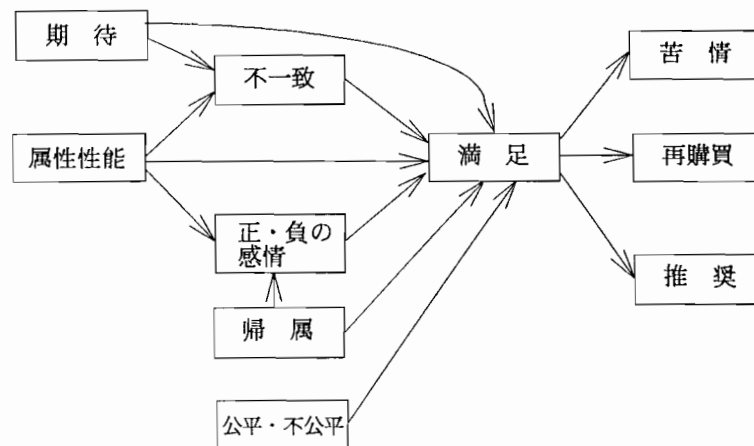 期 待
不一致
苦 情
属性性能
満 足
再購買
正・負の
感情
推 奨
帰 属
公平・不公平